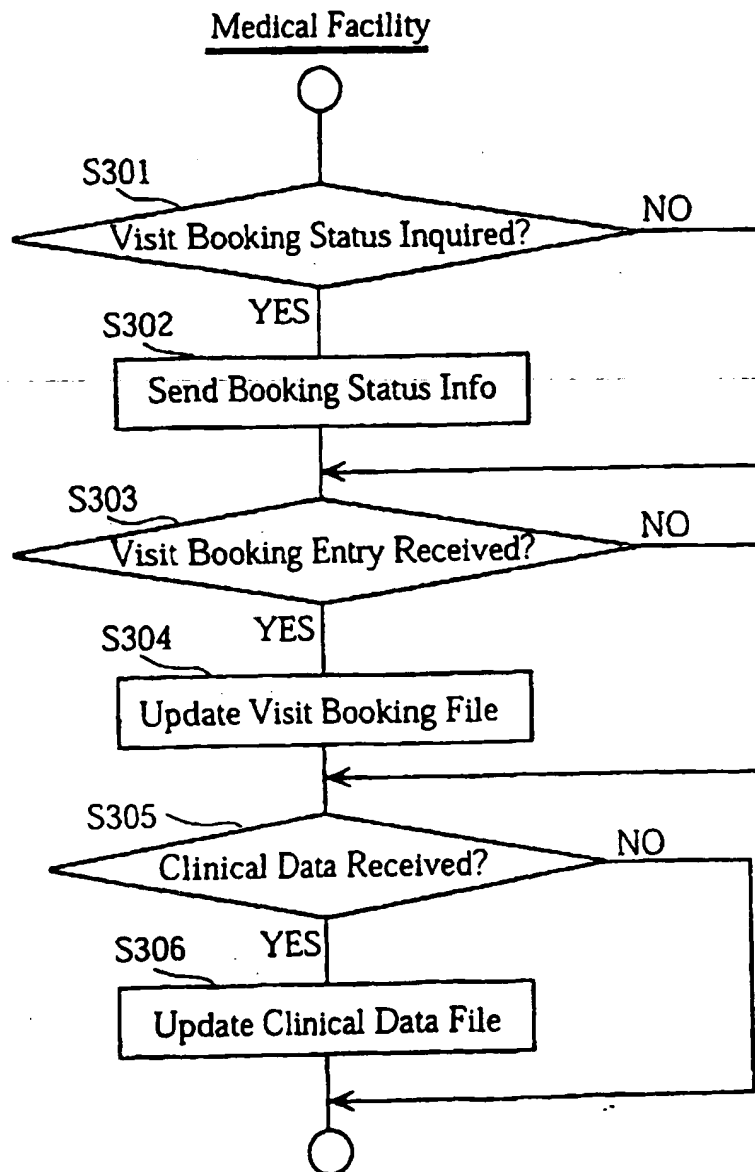 Medical Facility
S301
Visit Booking Status Inquired?
NO
YES
S302
Send Booking Status Info
S303
Visit Booking Entry Received?
NO
YES
S304
Update Visit Booking File
S305
Clinical Data Received?
NO
YES
S306
Update Clinical Data File